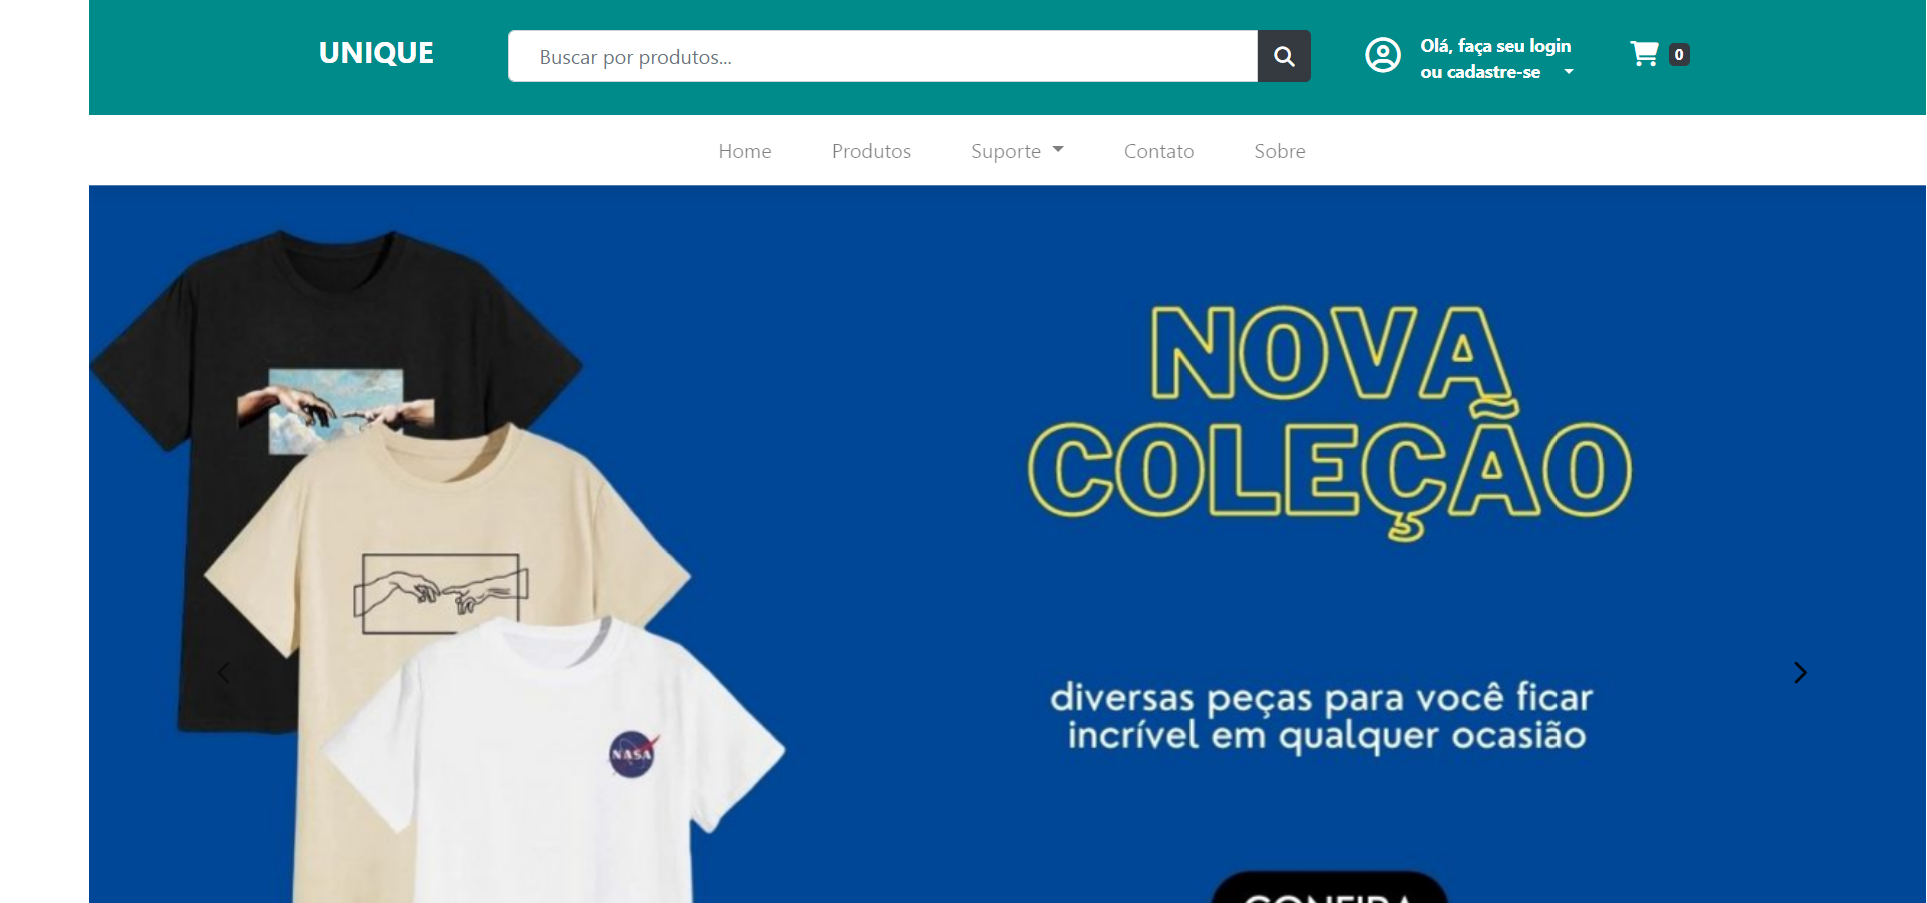 UNIQUE
Buscar por produtos...
Olá, faça seu login
ou cadastre-se
0
Home
Produtos
Suporte
Contato
Sobre
NOVA
COLEÇÃO
diversas peças para você ficar
incrível em qualquer ocasião
NASA
CONFIRA